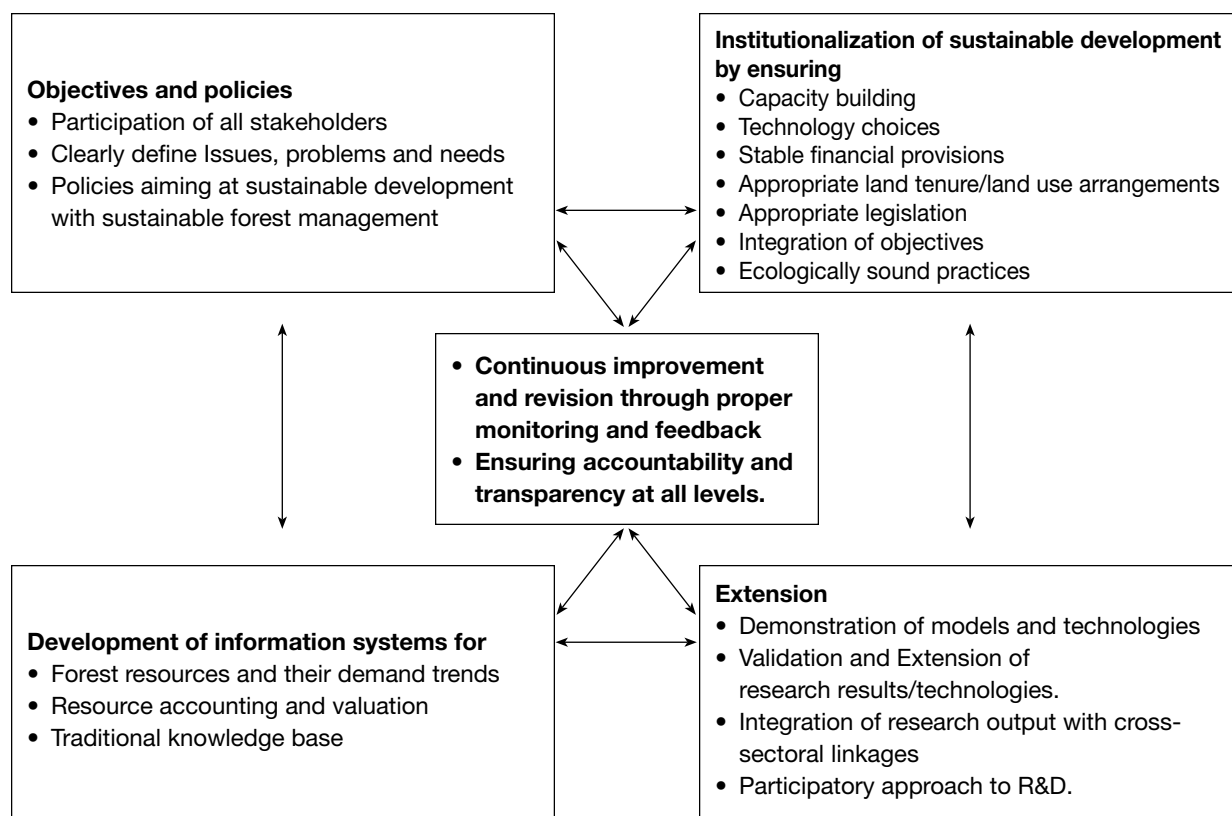 Objectives and policies
• Participation of all stakeholders
• Clearly define Issues, problems and needs
• Policies aiming at sustainable development
with sustainable forest management
Institutionalization of sustainable development
by ensuring
• Capacity building
• Technology choices
• Stable financial provisions
• Appropriate land tenure/land use arrangements
• Appropriate legislation
• Integration of objectives
• Ecologically sound practices
• Continuous improvement
and revision through proper
monitoring and feedback
• Ensuring accountability and
transparency at all levels.
Development of information systems for
• Forest resources and their demand trends
• Resource accounting and valuation
• Traditional knowledge base
Extension
• Demonstration of models and technologies
• Validation and Extension of
research results/technologies.
• Integration of research output with cross-
sectoral linkages
• Participatory approach to R&D.